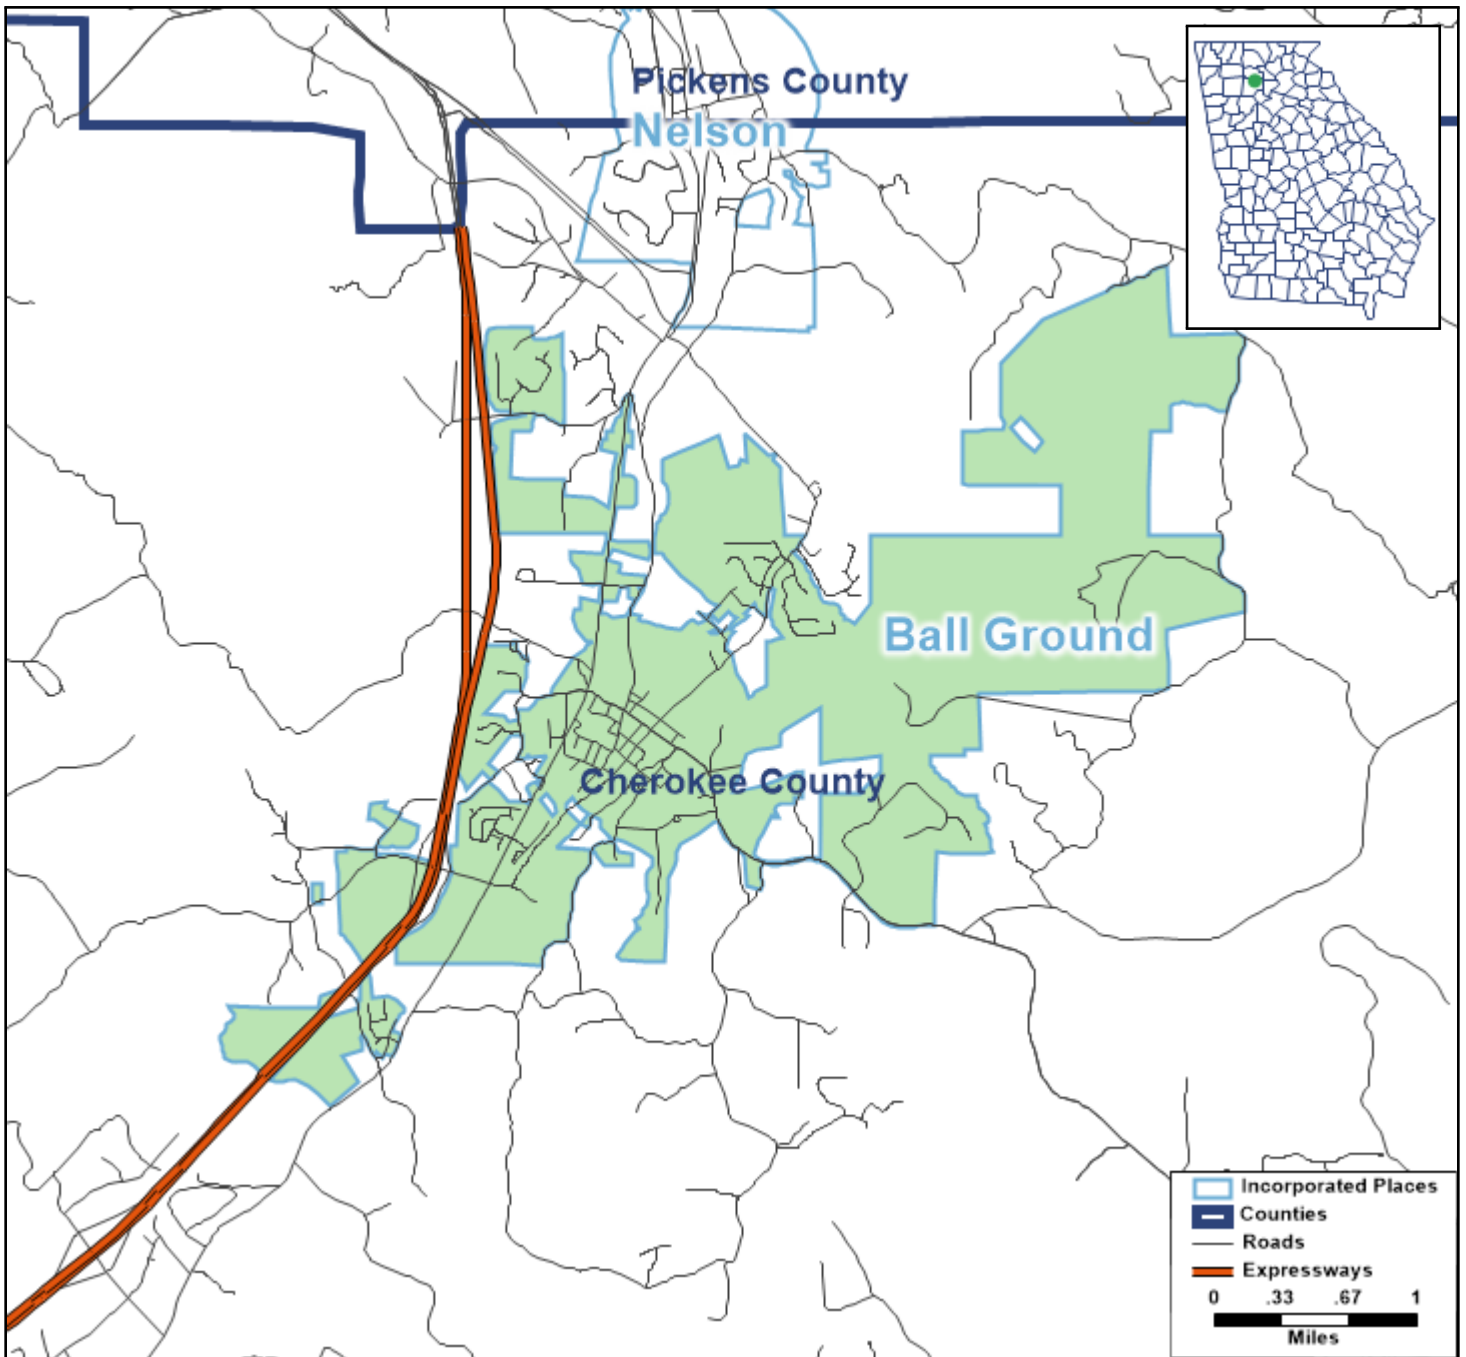 Pickens County
Nelson
Ball Ground
Cherokee County
Incorporated Places
Counties
Roads
Expressways
0 .33 .67 1
Miles